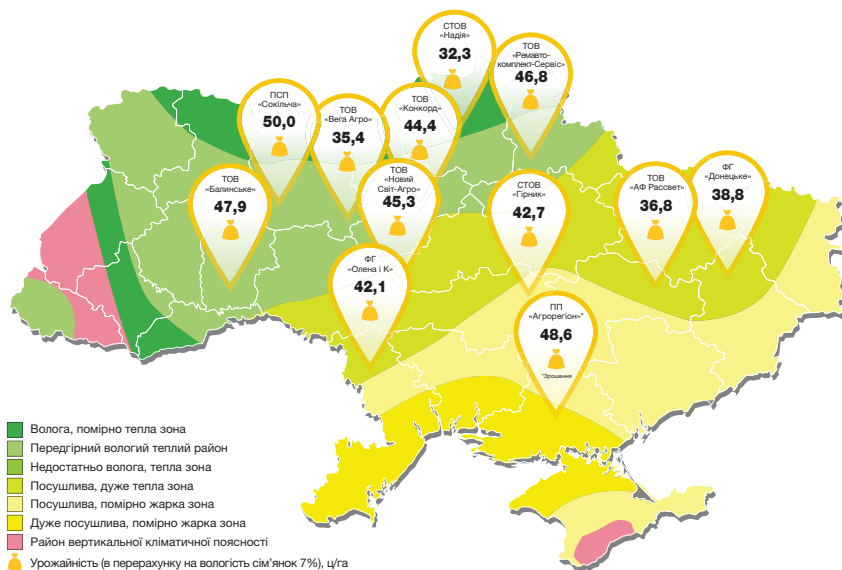 СТОВ
«Надія»
32,3
ТОВ
«Ремавто-
комплект-Сервіс»
46,8
ПСП
«Сокільча»
50,0
ТОВ
«Вега Агро»
35,4
ТОВ
«Конкорд»
44,4
ТОВ
«Балинське»
47,9
ТОВ
«Новий
Світ-Агро»
45,3
СТОВ
«Гірник»
42,7
ТОВ
«АФ Рассвет»
36,8
ФГ
«Донецьке»
38,8
ФГ
«Олена і К»
42,1
ПП
«Агрорегіон»*
48,6
*Зрошення
Волога, помірно тепла зона
Передгірний вологий теплий район
Недостатньо волога, тепла зона
Посушлива, дуже тепла зона
Посушлива, помірно жарка зона
Дуже посушлива, помірно жарка зона
Район вертикальної кліматичної поясності
Урожайність (в перерахунку на вологість сім’янок 7%), ц/га